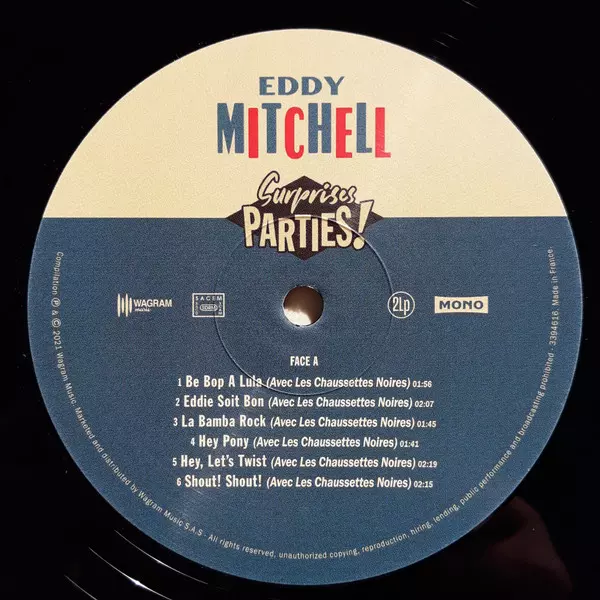 EDDY
MITCHELL
Surprises
PARTIES!
WAGRAM
SACEM
2lp
MONO
FACE A
1 Be Bop A Lula (Avec Les Chaussettes Noires) 01:56
2 Eddie Soit Bon (Avec Les Chaussettes Noires) 02:07
3 La Bamba Rock (Avec Les Chaussettes Noires) 01:45
4 Hey Pony (Avec Les Chaussettes Noires) 01:41
5 Hey, Let's Twist (Avec Les Chaussettes Noires) 02:19
6 Shout! Shout! (Avec Les Chaussettes Noires) 02:15
Compilation ℗ & © 2021 Wagram Music. Marketed and distributed by Wagram Music S.A.S - All rights reserved, unauthorized copying, reproduction, hiring, lending, public performance and broadcasting prohibited - 3394616. Made in France.